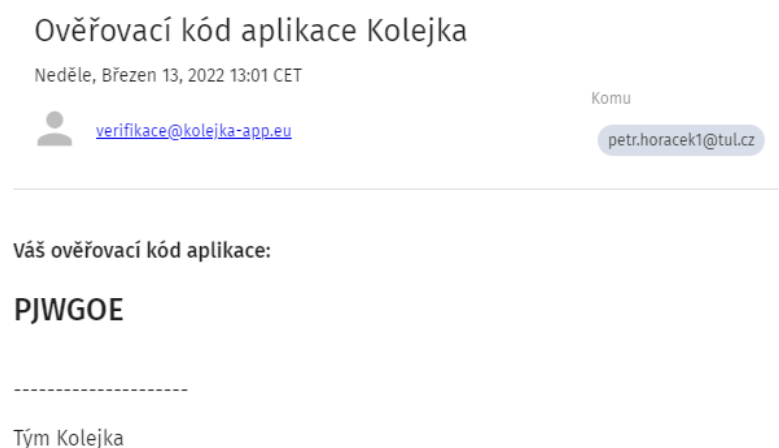 Ověřovací kód aplikace Kolejka
Neděle, Březen 13, 2022 13:01 CET
Komu
verifikace@kolejka-app.eu
petr.horacek1@tul.cz
Váš ověřovací kód aplikace:
PJWGOE
---------------------
Tým Kolejka